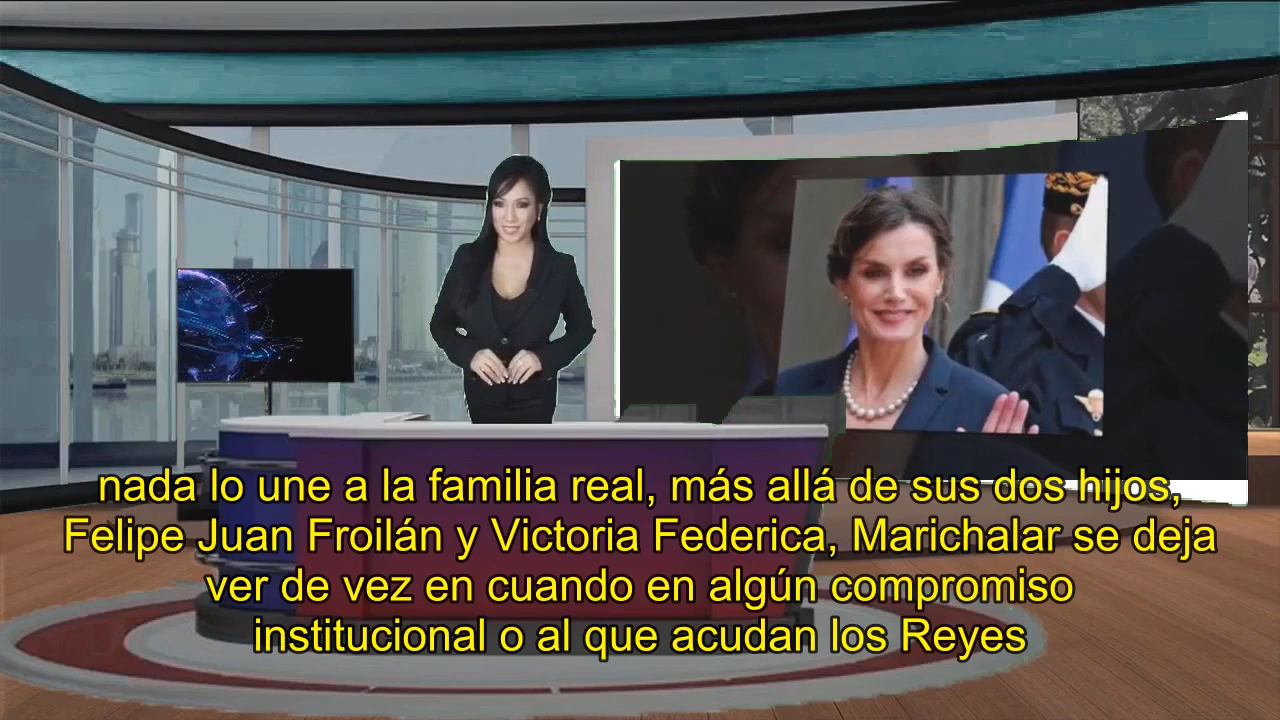 nada lo une a la familia real, más allá de sus dos hijos,
Felipe Juan Froilán y Victoria Federica, Marichalar se deja
ver de vez en cuando en algún compromiso
institucional o al que acudan los Reyes